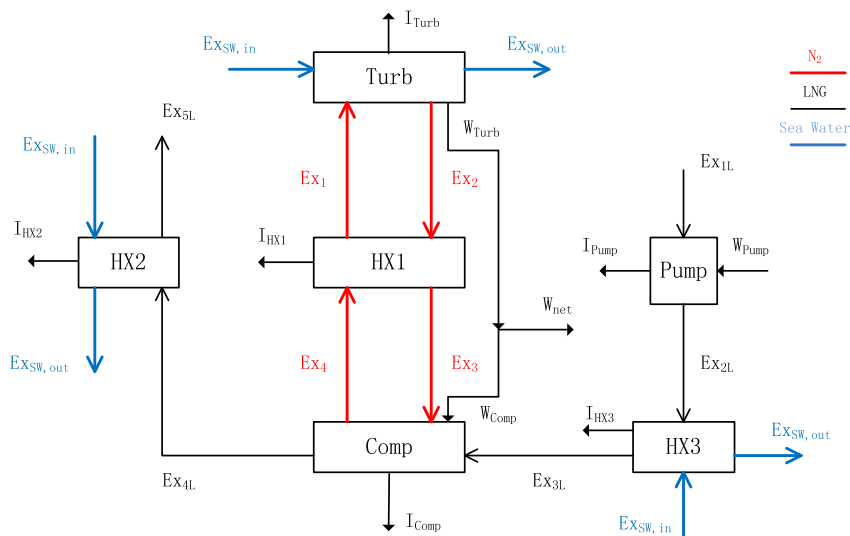 I_Turb
Ex_SW,in
Ex_SW,out
Turb
N_2
LNG
Sea Water
Ex_5L
W_Turb
Ex_SW,in
Ex_1
Ex_2
Ex_1L
I_HX2
HX2
I_HX1
HX1
I_Pump
Pump
W_Pump
W_net
Ex_SW,out
Ex_4
Ex_3
Ex_2L
W_Comp
I_HX3
Ex_SW,out
Comp
HX3
Ex_4L
Ex_3L
I_Comp
Ex_SW,in